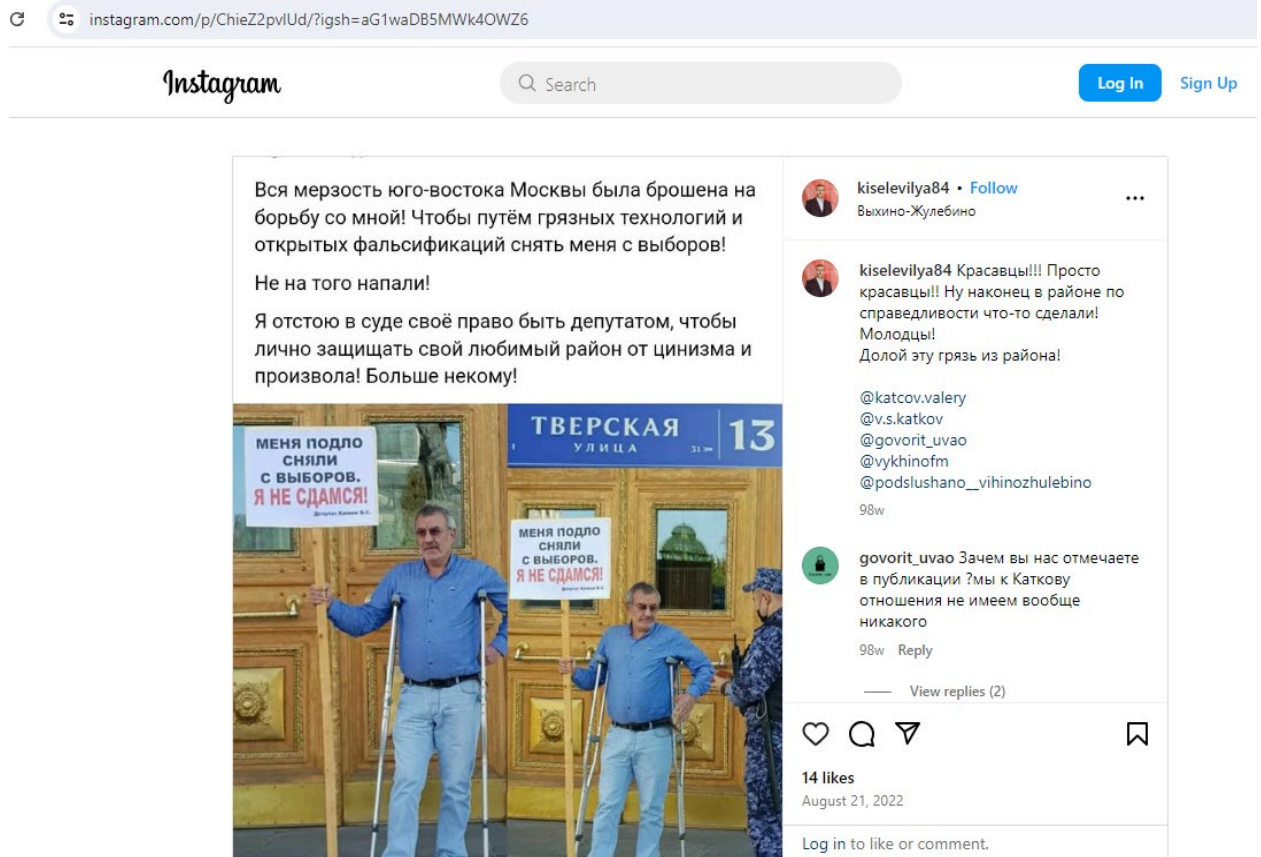 instagram.com/p/ChieZ2pvlUd/?igsh=aG1waDB5MWk4OWZ6
Instagram
Search
Log In
Sign Up
Вся мерзость юго-востока Москвы была брошена на
борьбу со мной! Чтобы путём грязных технологий и
открытых фальсификаций снять меня с выборов!
Не на того напали!
Я отстою в суде своё право быть депутатом, чтобы
лично защищать свой любимый район от цинизма и
произвола! Больше некому!
МЕНЯ ПОДЛО
СНЯЛИ
С ВЫБОРОВ.
Я НЕ СДАМСЯ!
Депутат Катков В.С.
ТВЕРСКАЯ
УЛИЦА
13
МЕНЯ ПОДЛО
СНЯЛИ
С ВЫБОРОВ.
Я НЕ СДАМСЯ!
Депутат Катков В.С.
kiselevilya84 • Follow
Выхино-Жулебино
kiselevilya84 Красавцы!!! Просто
красавцы!! Ну наконец в районе по
справедливости что-то сделали!
Молодцы!
Долой эту грязь из района!
@katcov.valery
@v.s.katkov
@govorit_uvao
@vykhinofm
@podslushano__vihinozhulebino
98w
govorit_uvao Зачем вы нас отмечаете
в публикации ?мы к Каткову
отношения не имеем вообще
никакого
98w Reply
View replies (2)
14 likes
August 21, 2022
Log in to like or comment.